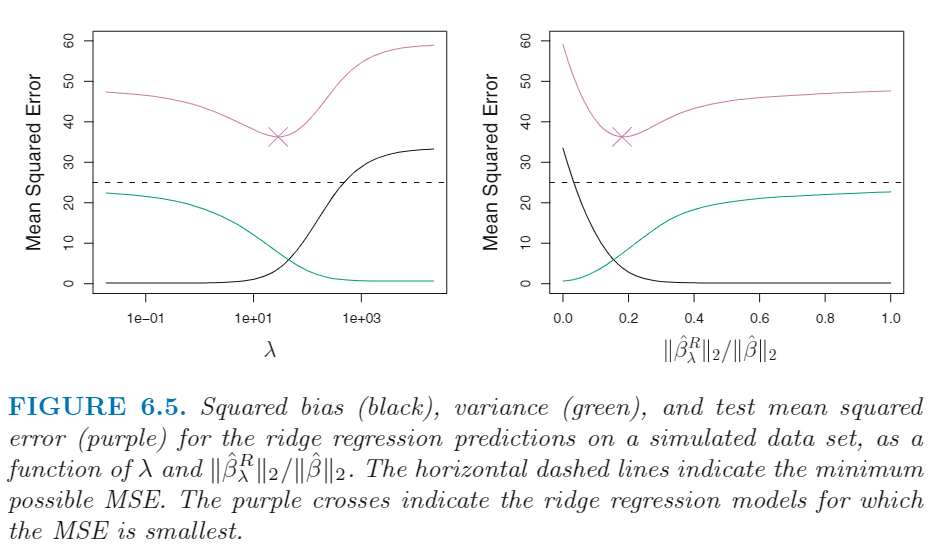 Mean Squared Error
0 10 20 30 40 50 60
1e−01 1e+01 1e+03
λ
Mean Squared Error
0 10 20 30 40 50 60
0.0 0.2 0.4 0.6 0.8 1.0
‖β̂λᴿ‖₂/‖β̂‖₂
FIGURE 6.5. Squared bias (black), variance (green), and test mean squared
error (purple) for the ridge regression predictions on a simulated data set, as a
function of λ and ‖β̂λᴿ‖₂/‖β̂‖₂. The horizontal dashed lines indicate the minimum
possible MSE. The purple crosses indicate the ridge regression models for which
the MSE is smallest.